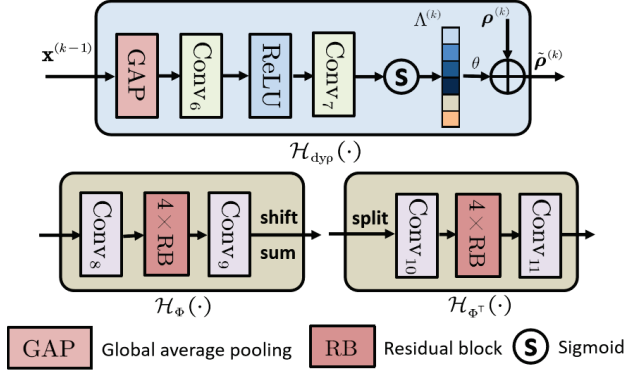 x^(k−1) GAP Conv_6 ReLU Conv_7 S Λ^(k) θ ρ^(k) ρ̃^(k)
ℋ_dyρ(·)
Conv_8 4×RB Conv_9 shift sum
split Conv_10 4×RB Conv_11
ℋ_Φ(·) ℋ_Φ⊤(·)
GAP Global average pooling RB Residual block S Sigmoid